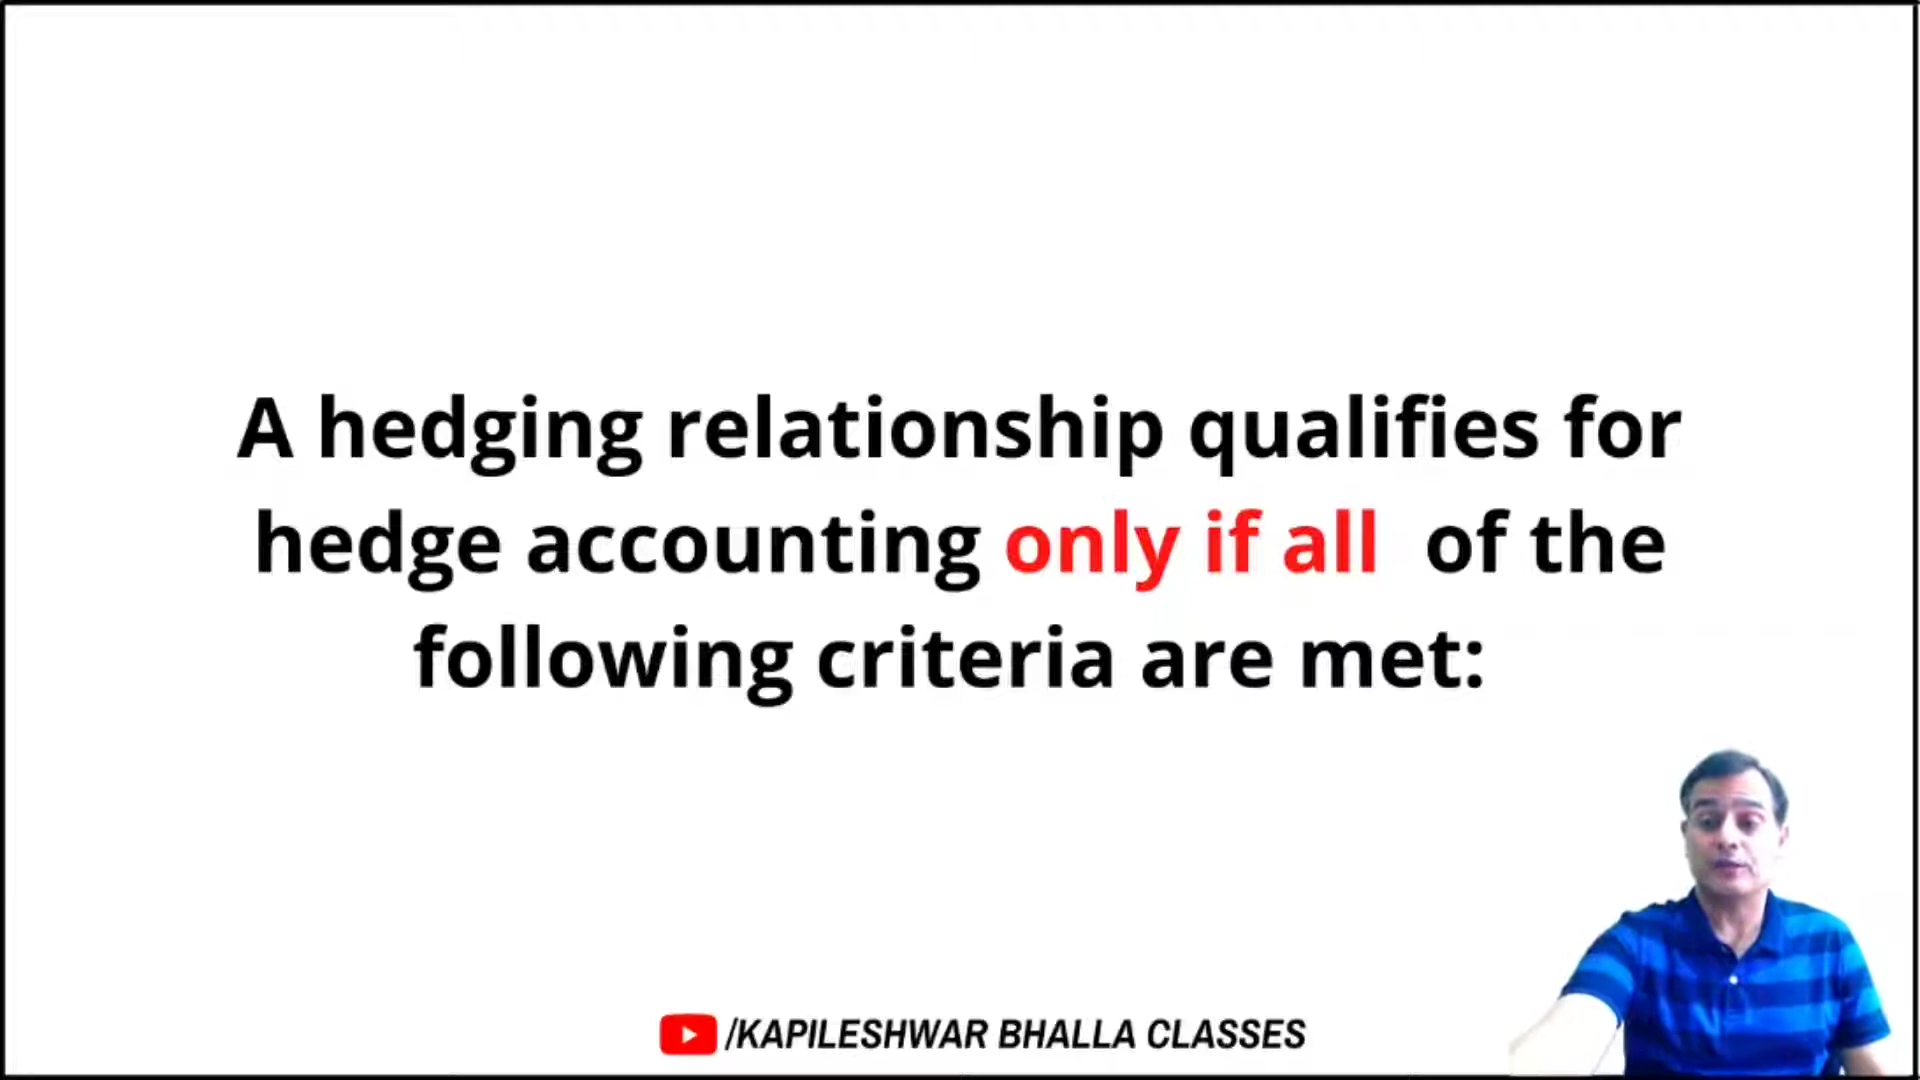 A hedging relationship qualifies for
hedge accounting only if all of the
following criteria are met:
/KAPILESHWAR BHALLA CLASSES